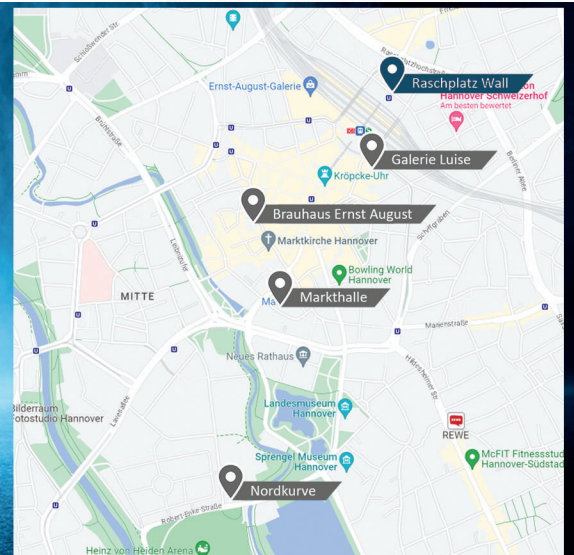 Schloßwender Str.
Raschplatzhochstr.
Ernst-August-Galerie
Raschplatz Wall
Hannover Schweizerhof
Am besten bewertet
Brühlstraße
Berliner Allee
Galerie Luise
Kröpcke-Uhr
Brauhaus Ernst August
Schiffgraben
Marktkirche Hannover
Leibnizufer
Bowling World
Hannover
MITTE
Ma
Markthalle
Marienstraße
Neues Rathaus
Hildesheimer Str.
Lavesallee
Bilderraum
otostudio Hannover
Landesmuseum
Hannover
REWE
Sprengel Museum
Hannover
McFIT Fitnessstud
Hannover-Südstad
Nordkurve
Robert-Enke-Straße
Heinz von Heiden Arena